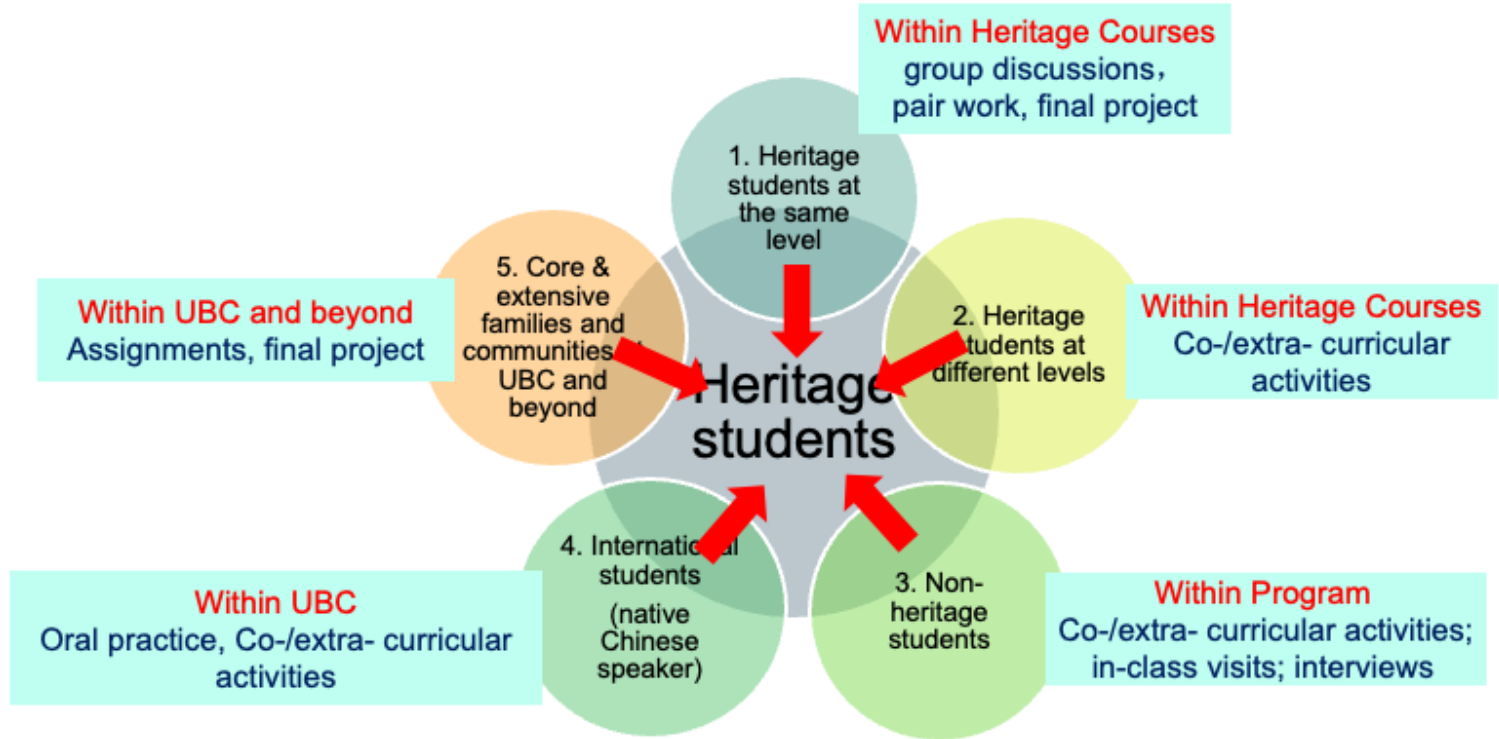 Within Heritage Courses
group discussions，
pair work, final project
1. Heritage
students at
the same
level
2. Heritage
students at
different levels
Within Heritage Courses
Co-/extra- curricular
activities
3. Non-
heritage
students
Within Program
Co-/extra- curricular activities;
in-class visits; interviews
4. International
students
(native
Chinese
speaker)
Within UBC
Oral practice, Co-/extra- curricular
activities
5. Core &
extensive
families and
communities
UBC and
beyond
Within UBC and beyond
Assignments, final project
Heritage
students